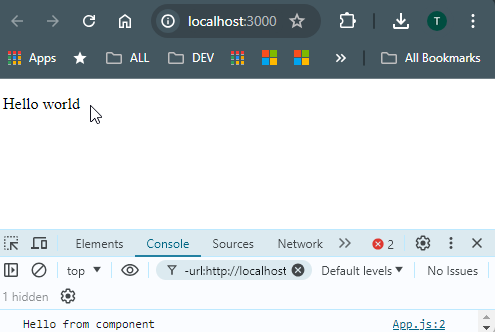 localhost:3000
T
Apps ALL DEV » All Bookmarks
Hello world
Elements Console Sources Network 2
top -url:http://localhost Default levels No Issues
1 hidden
Hello from component App.js:2